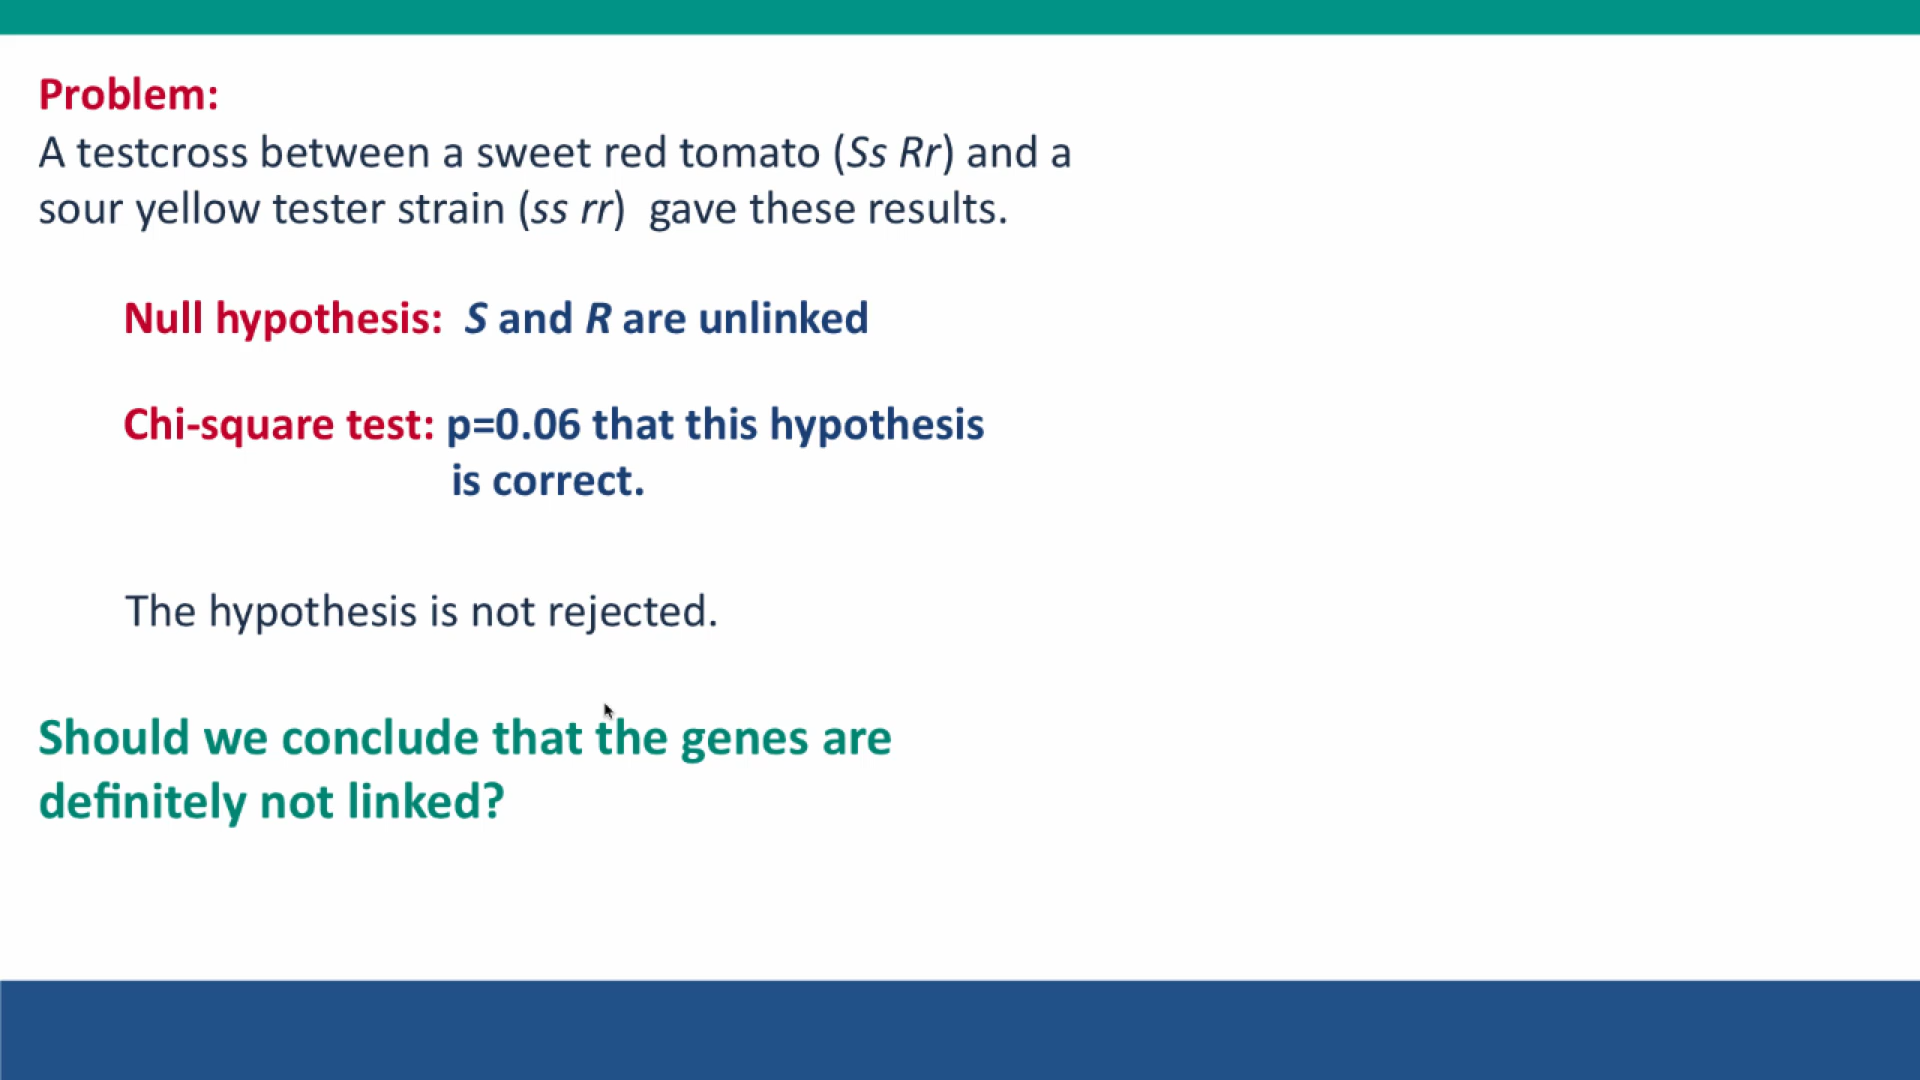 Problem:
A testcross between a sweet red tomato (Ss Rr) and a
sour yellow tester strain (ss rr) gave these results.
Null hypothesis: S and R are unlinked
Chi-square test: p=0.06 that this hypothesis
is correct.
The hypothesis is not rejected.
Should we conclude that the genes are
definitely not linked?